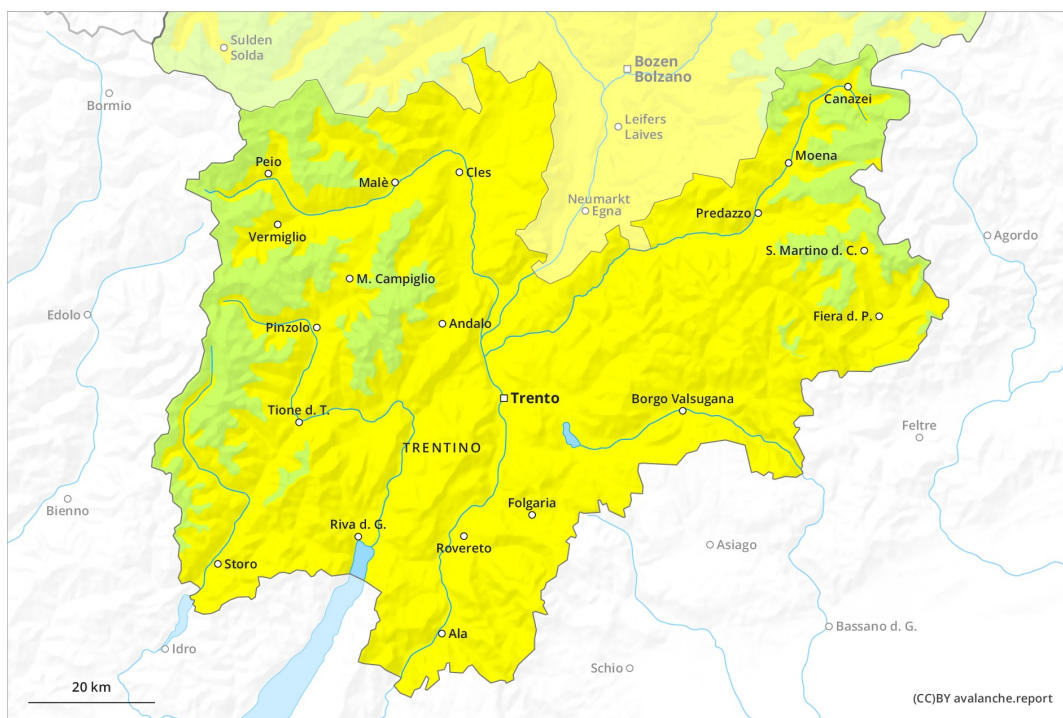 Sulden
Solda
Bozen
Bolzano
Bormio
Canazei
Leifers
Laives
Moena
Peio
Malè
Cles
Neumarkt
Egna
Predazzo
Vermiglio
Agordo
S. Martino d. C.
M. Campiglio
Edolo
Pinzolo
Andalo
Fiera d. P.
Trento
Borgo Valsugana
Tione d. T.
Feltre
TRENTINO
Bienno
Folgaria
Riva d. G.
Rovereto
Asiago
Storo
Bassano d. G.
Ala
Idro
Schio
20 km
(CC)BY avalanche.report